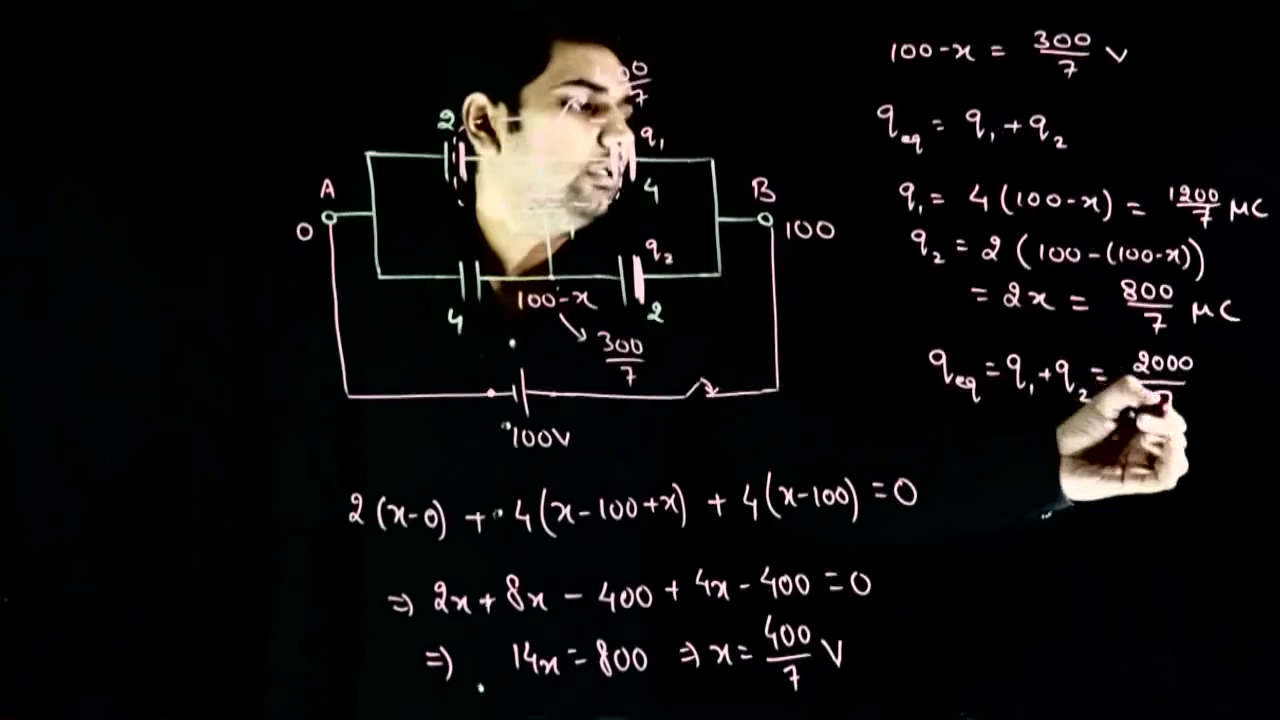 100-x = 300/7 V
q_eq = q_1 + q_2
q_1 = 4(100-x) = 1200/7 μC
q_2 = 2(100-(100-x))
= 2x = 800/7 μC
q_eq = q_1 + q_2 = 2000
2
q_1
A
4
B
0
100
q_2
4
100-x
2
300/7
100V
2(x-0) + 4(x-100+x) + 4(x-100) = 0
⇒ 2x + 8x - 400 + 4x - 400 = 0
⇒ 14x = 800 ⇒ x = 400/7 V